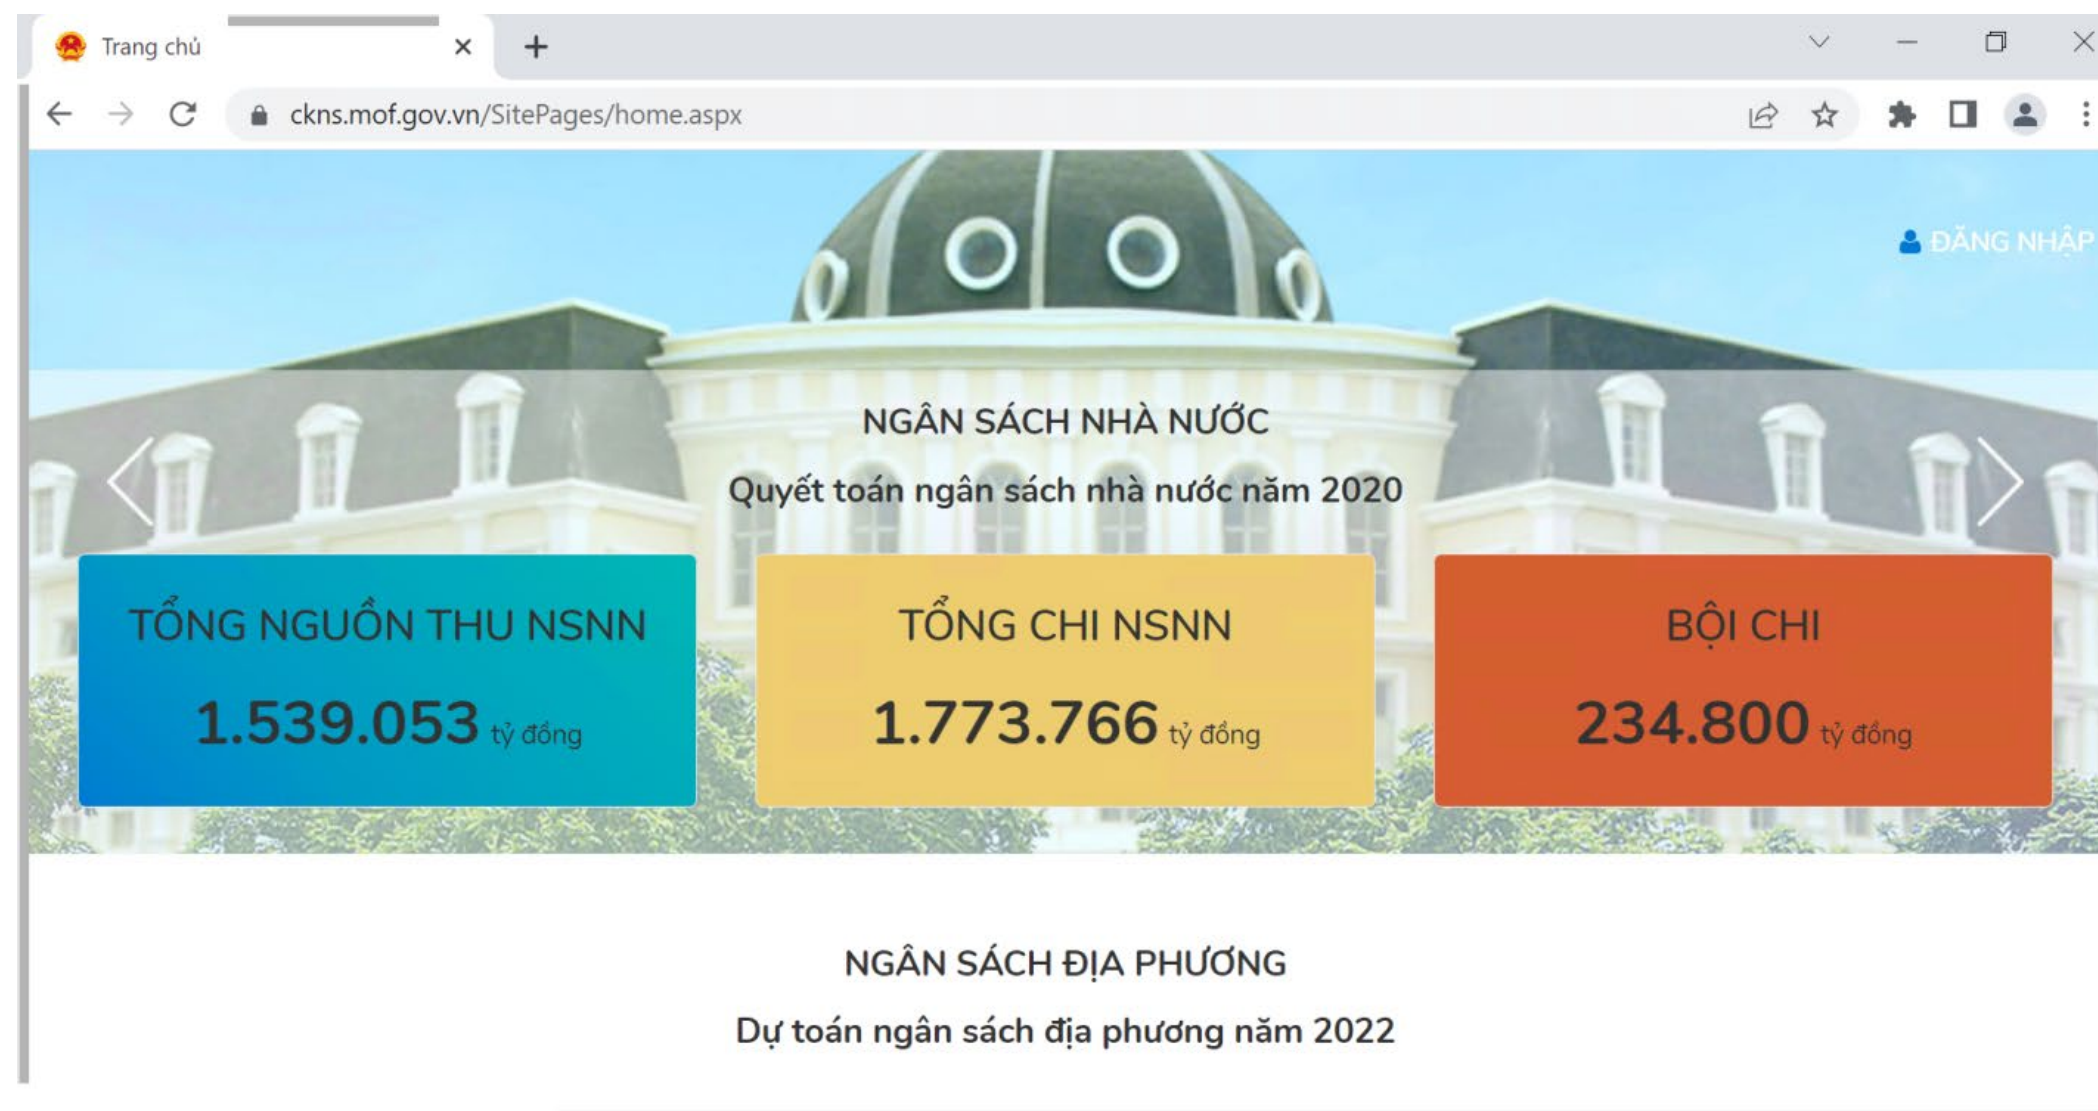 Trang chủ
ckns.mof.gov.vn/SitePages/home.aspx
ĐĂNG NHẬP
NGÂN SÁCH NHÀ NƯỚC
Quyết toán ngân sách nhà nước năm 2020
TỔNG NGUỒN THU NSNN
1.539.053 tỷ đồng
TỔNG CHI NSNN
1.773.766 tỷ đồng
BỘI CHI
234.800 tỷ đồng
NGÂN SÁCH ĐỊA PHƯƠNG
Dự toán ngân sách địa phương năm 2022